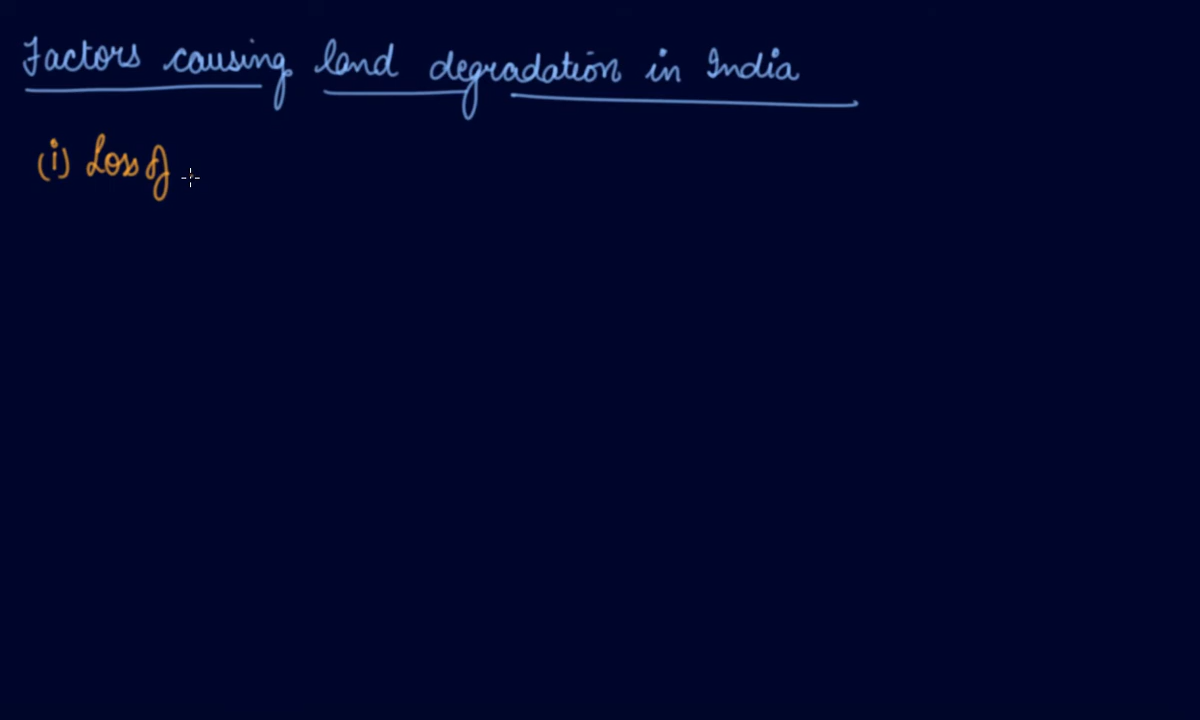 Factors causing land degradation in India
(i) Loss of